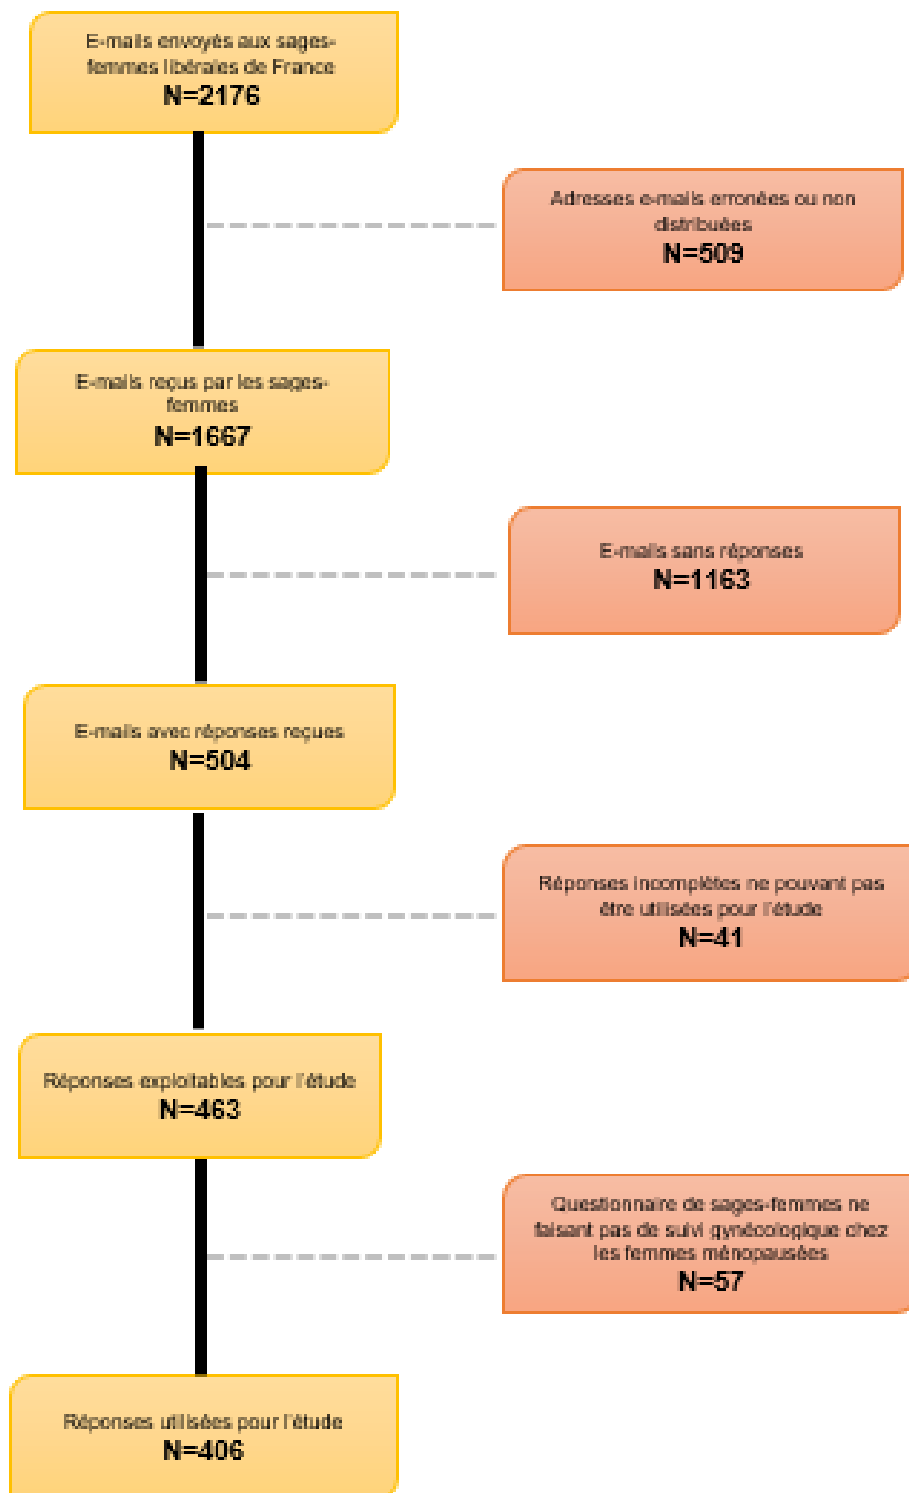 E-mails envoyés aux sages-
femmes libérales de France
N=2176
Adresses e-mails erronées ou non
distribuées
N=509
E-mails reçus par les sages-
femmes
N=1667
E-mails sans réponses
N=1163
E-mails avec réponses reçues
N=504
Réponses incomplètes ne pouvant pas
être utilisées pour l'étude
N=41
Réponses exploitables pour l'étude
N=463
Questionnaire de sages-femmes ne
faisant pas de suivi gynécologique chez
les femmes ménopausées
N=57
Réponses utilisées pour l'étude
N=406